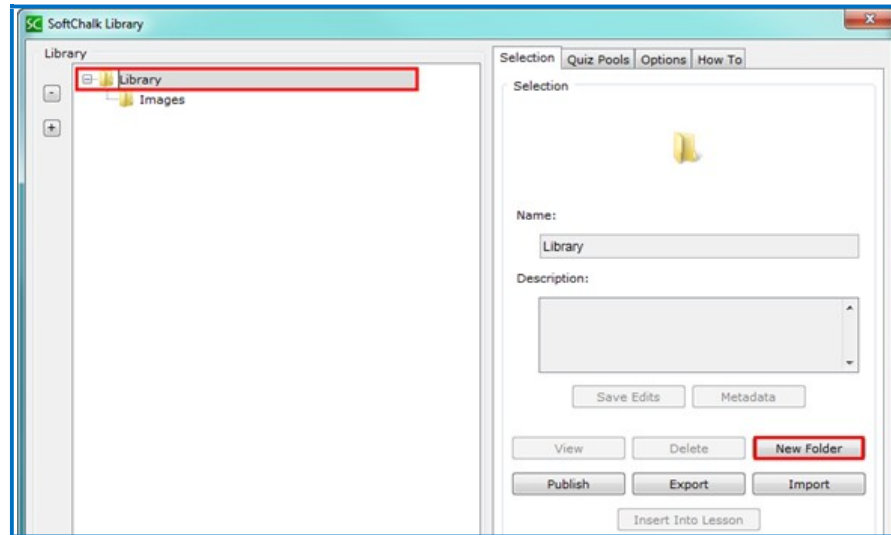 SC SoftChalk Library
x
Library
Library
Images
-
+
Selection Quiz Pools Options How To
Selection
Name:
Library
Description:
Save Edits Metadata
View Delete New Folder
Publish Export Import
Insert Into Lesson